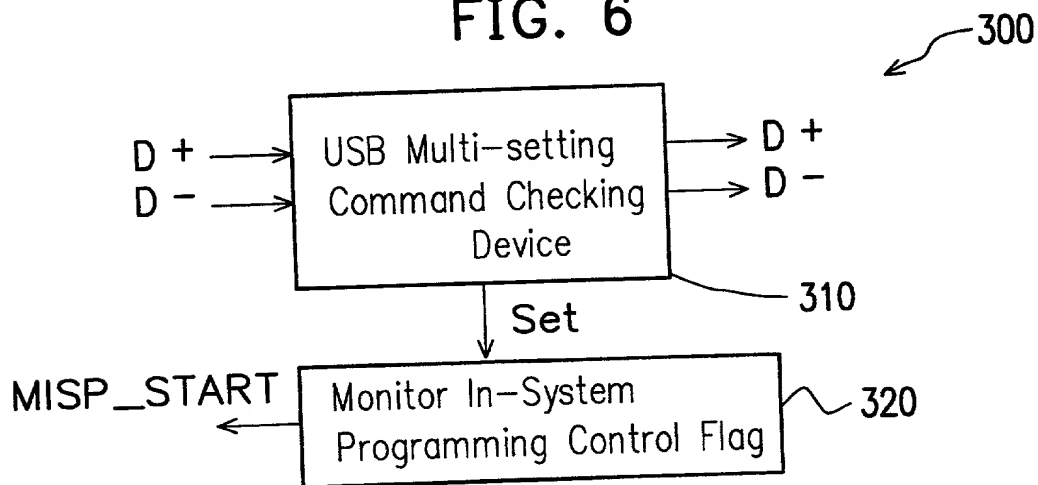 FIG. 6
300
D + USB Multi-setting D +
D - Command Checking D -
Device
310
Set
MISP_START Monitor In-System
Programming Control Flag
320